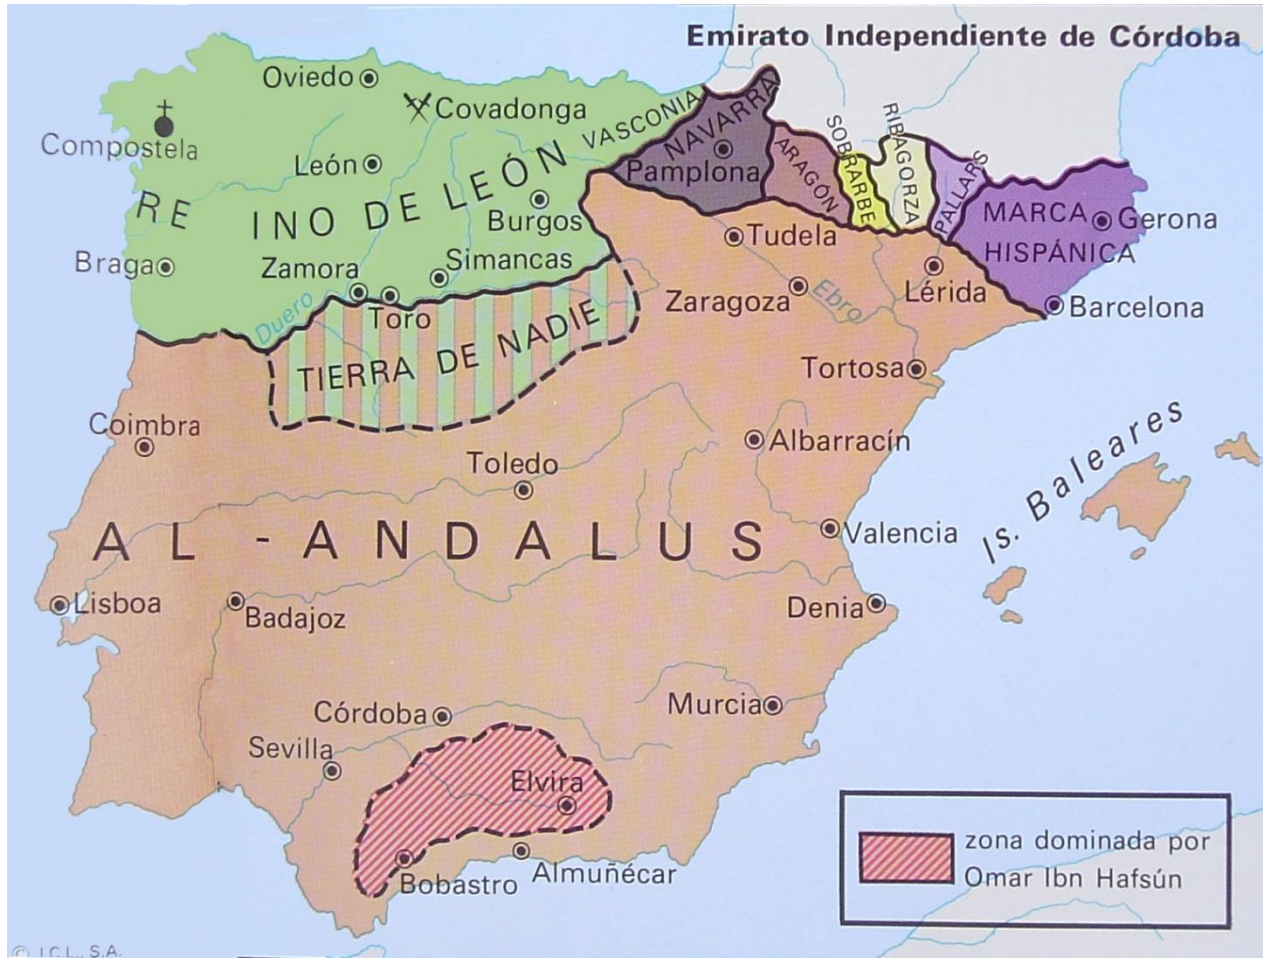 Emirato Independiente de Córdoba
Oviedo
Covadonga
VASCONIA
NAVARRA
Pamplona
ARAGÓN
SOBRARBE
RIBAGORZA
PALLARS
MARCA
HISPÁNICA
Gerona
Barcelona
Compostela
León
REINO DE LEÓN
Burgos
Braga
Zamora
Simancas
Toro
Duero
TIERRA DE NADIE
Tudela
Zaragoza
Ebro
Lérida
Tortosa
Coimbra
Toledo
Albarracín
Is. Baleares
AL-ANDALUS
Valencia
Lisboa
Badajoz
Denia
Córdoba
Murcia
Sevilla
Elvira
Bobastro
Almuñécar
zona dominada por
Omar Ibn Hafsún
© I.C.L., S.A.